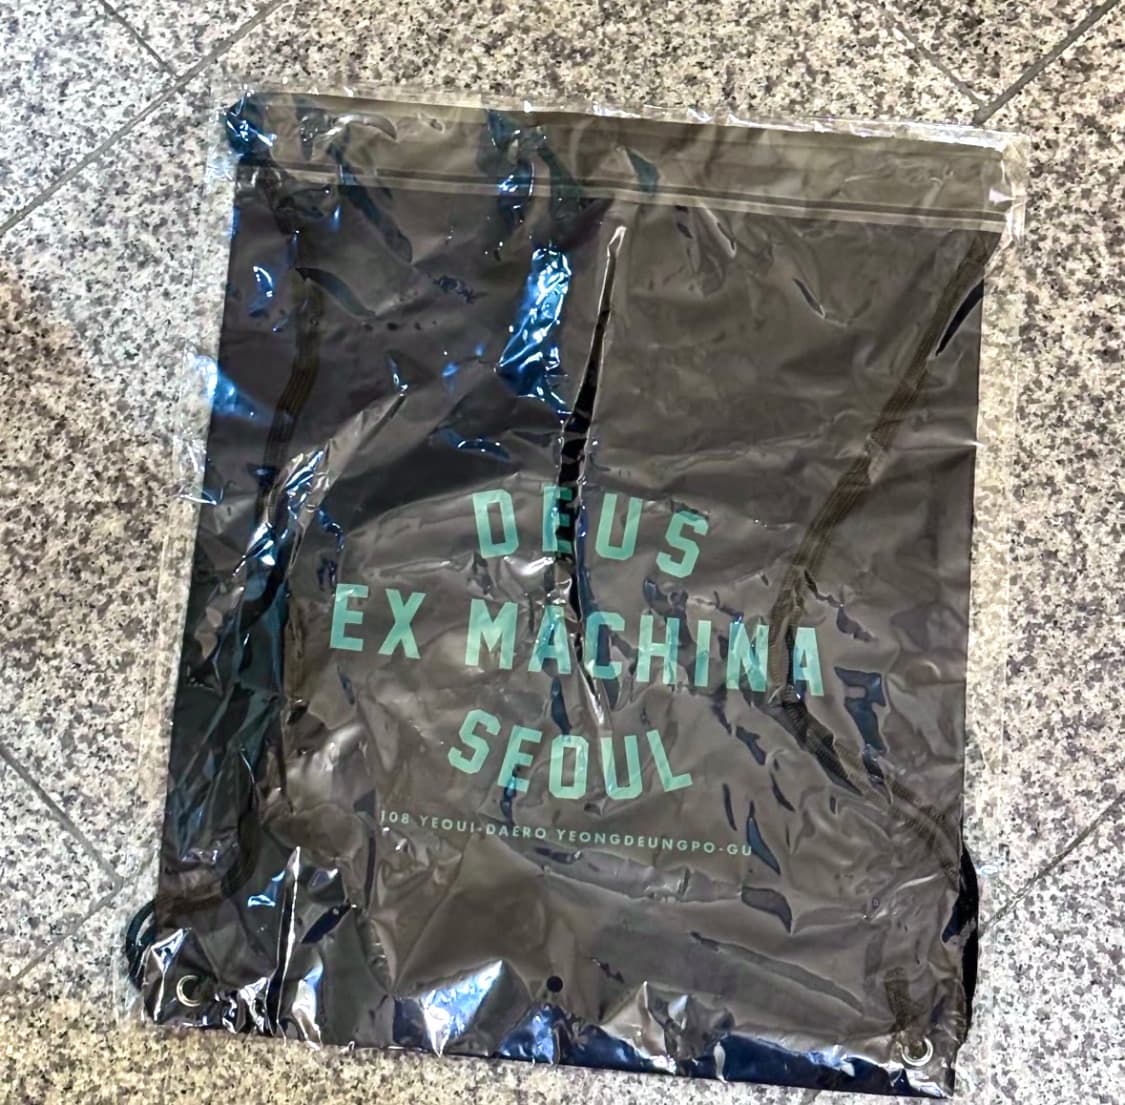 DEUS
EX MACHINA
SEOUL
108 YEOUI-DAERO YEONGDEUNGPO-GU